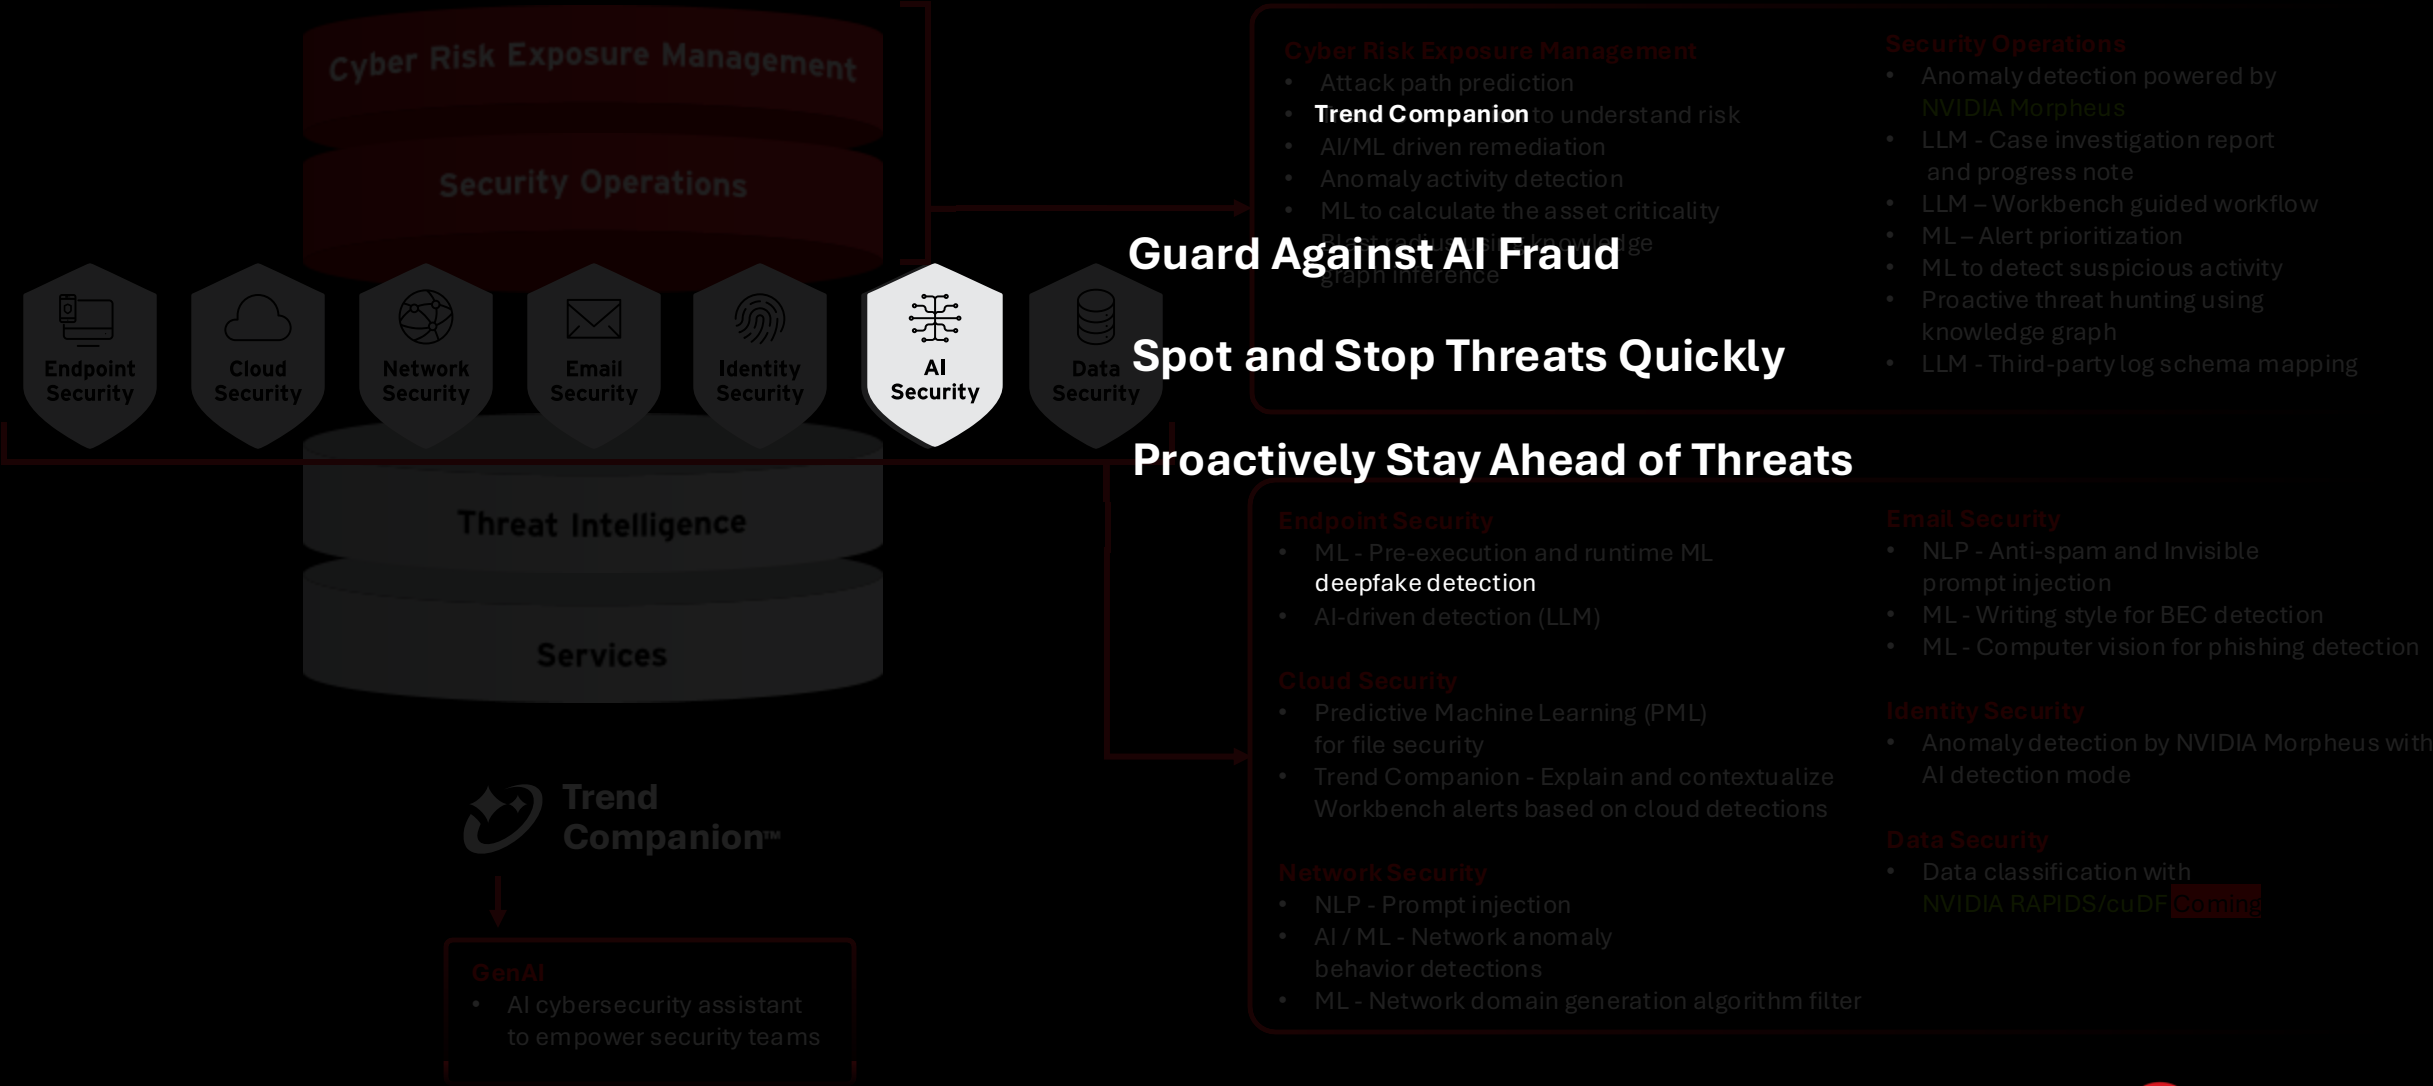 Cyber Risk Exposure Management
Security Operations
Endpoint
Security
Cloud
Security
Network
Security
Email
Security
Identity
Security
AI
Security
Data
Security
Threat Intelligence
Services
Trend
Companion™
GenAI
• AI cybersecurity assistant
to empower security teams
Guard Against AI Fraud
Spot and Stop Threats Quickly
Proactively Stay Ahead of Threats
Cyber Risk Exposure Management
• Attack path prediction
• Trend Companion to understand risk
• AI/ML driven remediation
• Anomaly activity detection
• ML to calculate the asset criticality
• Blast radius using knowledge
graph inference
Security Operations
• Anomaly detection powered by
NVIDIA Morpheus
• LLM - Case investigation report
and progress note
• LLM – Workbench guided workflow
• ML – Alert prioritization
• ML to detect suspicious activity
• Proactive threat hunting using
knowledge graph
• LLM - Third-party log schema mapping
Endpoint Security
• ML - Pre-execution and runtime ML
deepfake detection
• AI-driven detection (LLM)
Cloud Security
• Predictive Machine Learning (PML)
for file security
• Trend Companion - Explain and contextualize
Workbench alerts based on cloud detections
Network Security
• NLP - Prompt injection
• AI / ML - Network anomaly
behavior detections
• ML - Network domain generation algorithm filter
Email Security
• NLP - Anti-spam and Invisible
prompt injection
• ML - Writing style for BEC detection
• ML - Computer vision for phishing detection
Identity Security
• Anomaly detection by NVIDIA Morpheus with
AI detection mode
Data Security
• Data classification with
NVIDIA RAPIDS/cuDF Coming